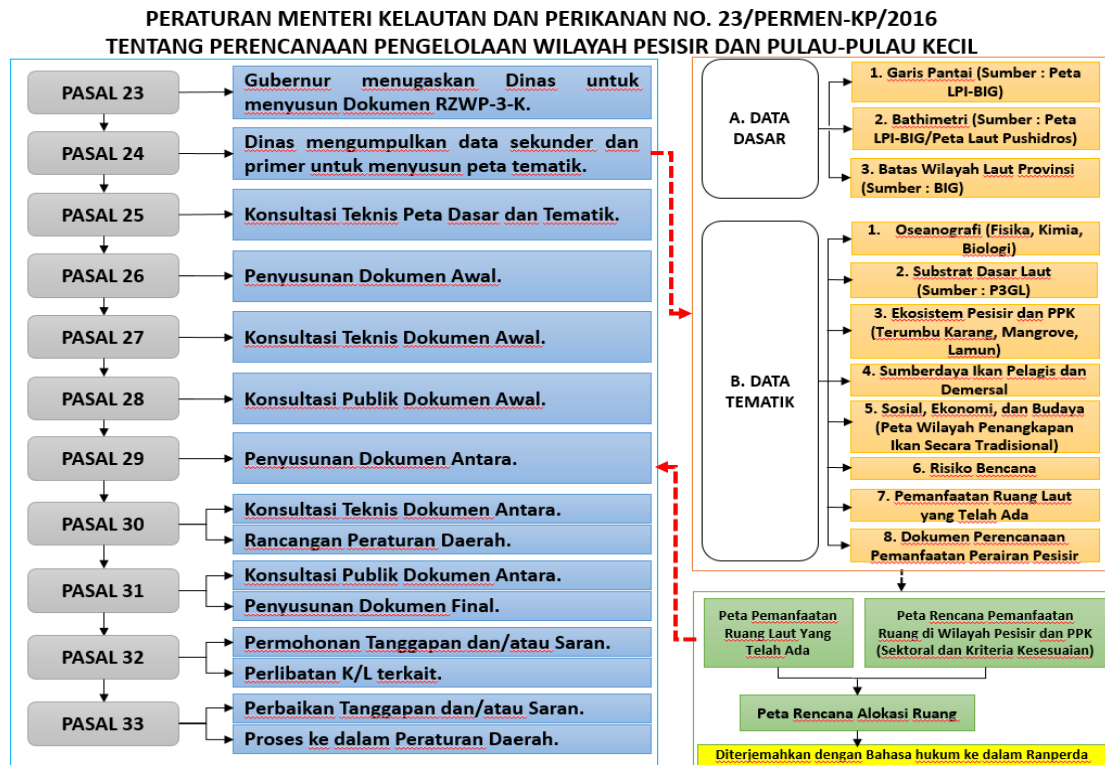 PERATURAN MENTERI KELAUTAN DAN PERIKANAN NO. 23/PERMEN-KP/2016
TENTANG PERENCANAAN PENGELOLAAN WILAYAH PESISIR DAN PULAU-PULAU KECIL
PASAL 23
Gubernur menugaskan Dinas untuk
menyusun Dokumen RZWP-3-K.
PASAL 24
Dinas mengumpulkan data sekunder dan
primer untuk menyusun peta tematik.
PASAL 25
Konsultasi Teknis Peta Dasar dan Tematik.
PASAL 26
Penyusunan Dokumen Awal.
PASAL 27
Konsultasi Teknis Dokumen Awal.
PASAL 28
Konsultasi Publik Dokumen Awal.
PASAL 29
Penyusunan Dokumen Antara.
PASAL 30
Konsultasi Teknis Dokumen Antara.
Rancangan Peraturan Daerah.
PASAL 31
Konsultasi Publik Dokumen Antara.
Penyusunan Dokumen Final.
PASAL 32
Permohonan Tanggapan dan/atau Saran.
Perlibatan K/L terkait.
PASAL 33
Perbaikan Tanggapan dan/atau Saran.
Proses ke dalam Peraturan Daerah.
A. DATA
DASAR
1. Garis Pantai (Sumber : Peta
LPI-BIG)
2. Bathimetri (Sumber : Peta
LPI-BIG/Peta Laut Pushidros)
3. Batas Wilayah Laut Provinsi
(Sumber : BIG)
B. DATA
TEMATIK
1. Oseanografi (Fisika, Kimia,
Biologi)
2. Substrat Dasar Laut
(Sumber : P3GL)
3. Ekosistem Pesisir dan PPK
(Terumbu Karang, Mangrove,
Lamun)
4. Sumberdaya Ikan Pelagis dan
Demersal
5. Sosial, Ekonomi, dan Budaya
(Peta Wilayah Penangkapan
Ikan Secara Tradisional)
6. Risiko Bencana
7. Pemanfaatan Ruang Laut
yang Telah Ada
8. Dokumen Perencanaan
Pemanfaatan Perairan Pesisir
Peta Pemanfaatan
Ruang Laut Yang
Telah Ada
Peta Rencana Pemanfaatan
Ruang di Wilayah Pesisir dan PPK
(Sektoral dan Kriteria Kesesuaian)
Peta Rencana Alokasi Ruang
Diterjemahkan dengan Bahasa hukum ke dalam Ranperda